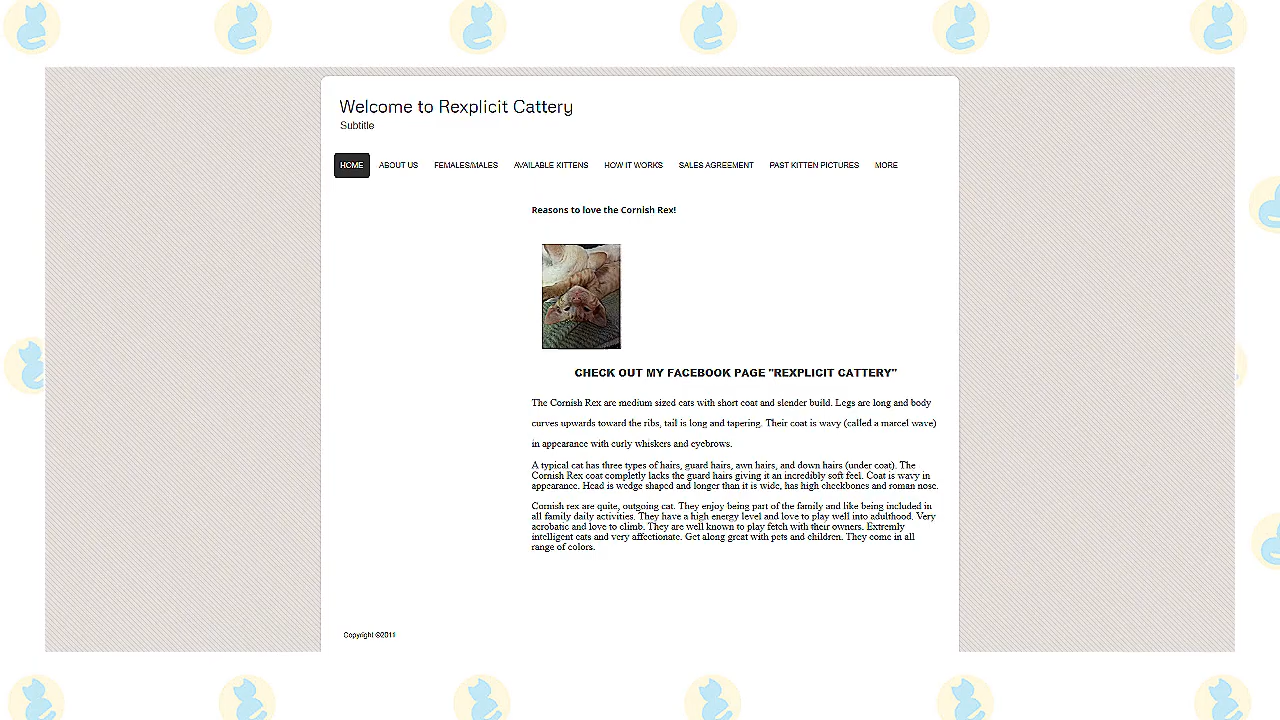 Welcome to Rexplicit Cattery
Subtitle
HOME ABOUT US FEMALES/MALES AVAILABLE KITTENS HOW IT WORKS SALES AGREEMENT PAST KITTEN PICTURES MORE
Reasons to love the Cornish Rex!
CHECK OUT MY FACEBOOK PAGE "REXPLICIT CATTERY"
The Cornish Rex are medium sized cats with short coat and slender build. Legs are long and body
curves upwards toward the ribs, tail is long and tapering. Their coat is wavy (called a marcel wave)
in appearance with curly whiskers and eyebrows.
A typical cat has three types of hairs, guard hairs, awn hairs, and down hairs (under coat). The
Cornish Rex coat completly lacks the guard hairs giving it an incredibly soft feel. Coat is wavy in
appearance. Head is wedge shaped and longer than it is wide, has high cheekbones and roman nose.
Cornish rex are quite, outgoing cat. They enjoy being part of the family and like being included in
all family daily activities. They have a high energy level and love to play well into adulthood. Very
acrobatic and love to climb. They are well known to play fetch with their owners. Extremly
intelligent cats and very affectionate. Get along great with pets and children. They come in all
range of colors.
Copyright ©2011